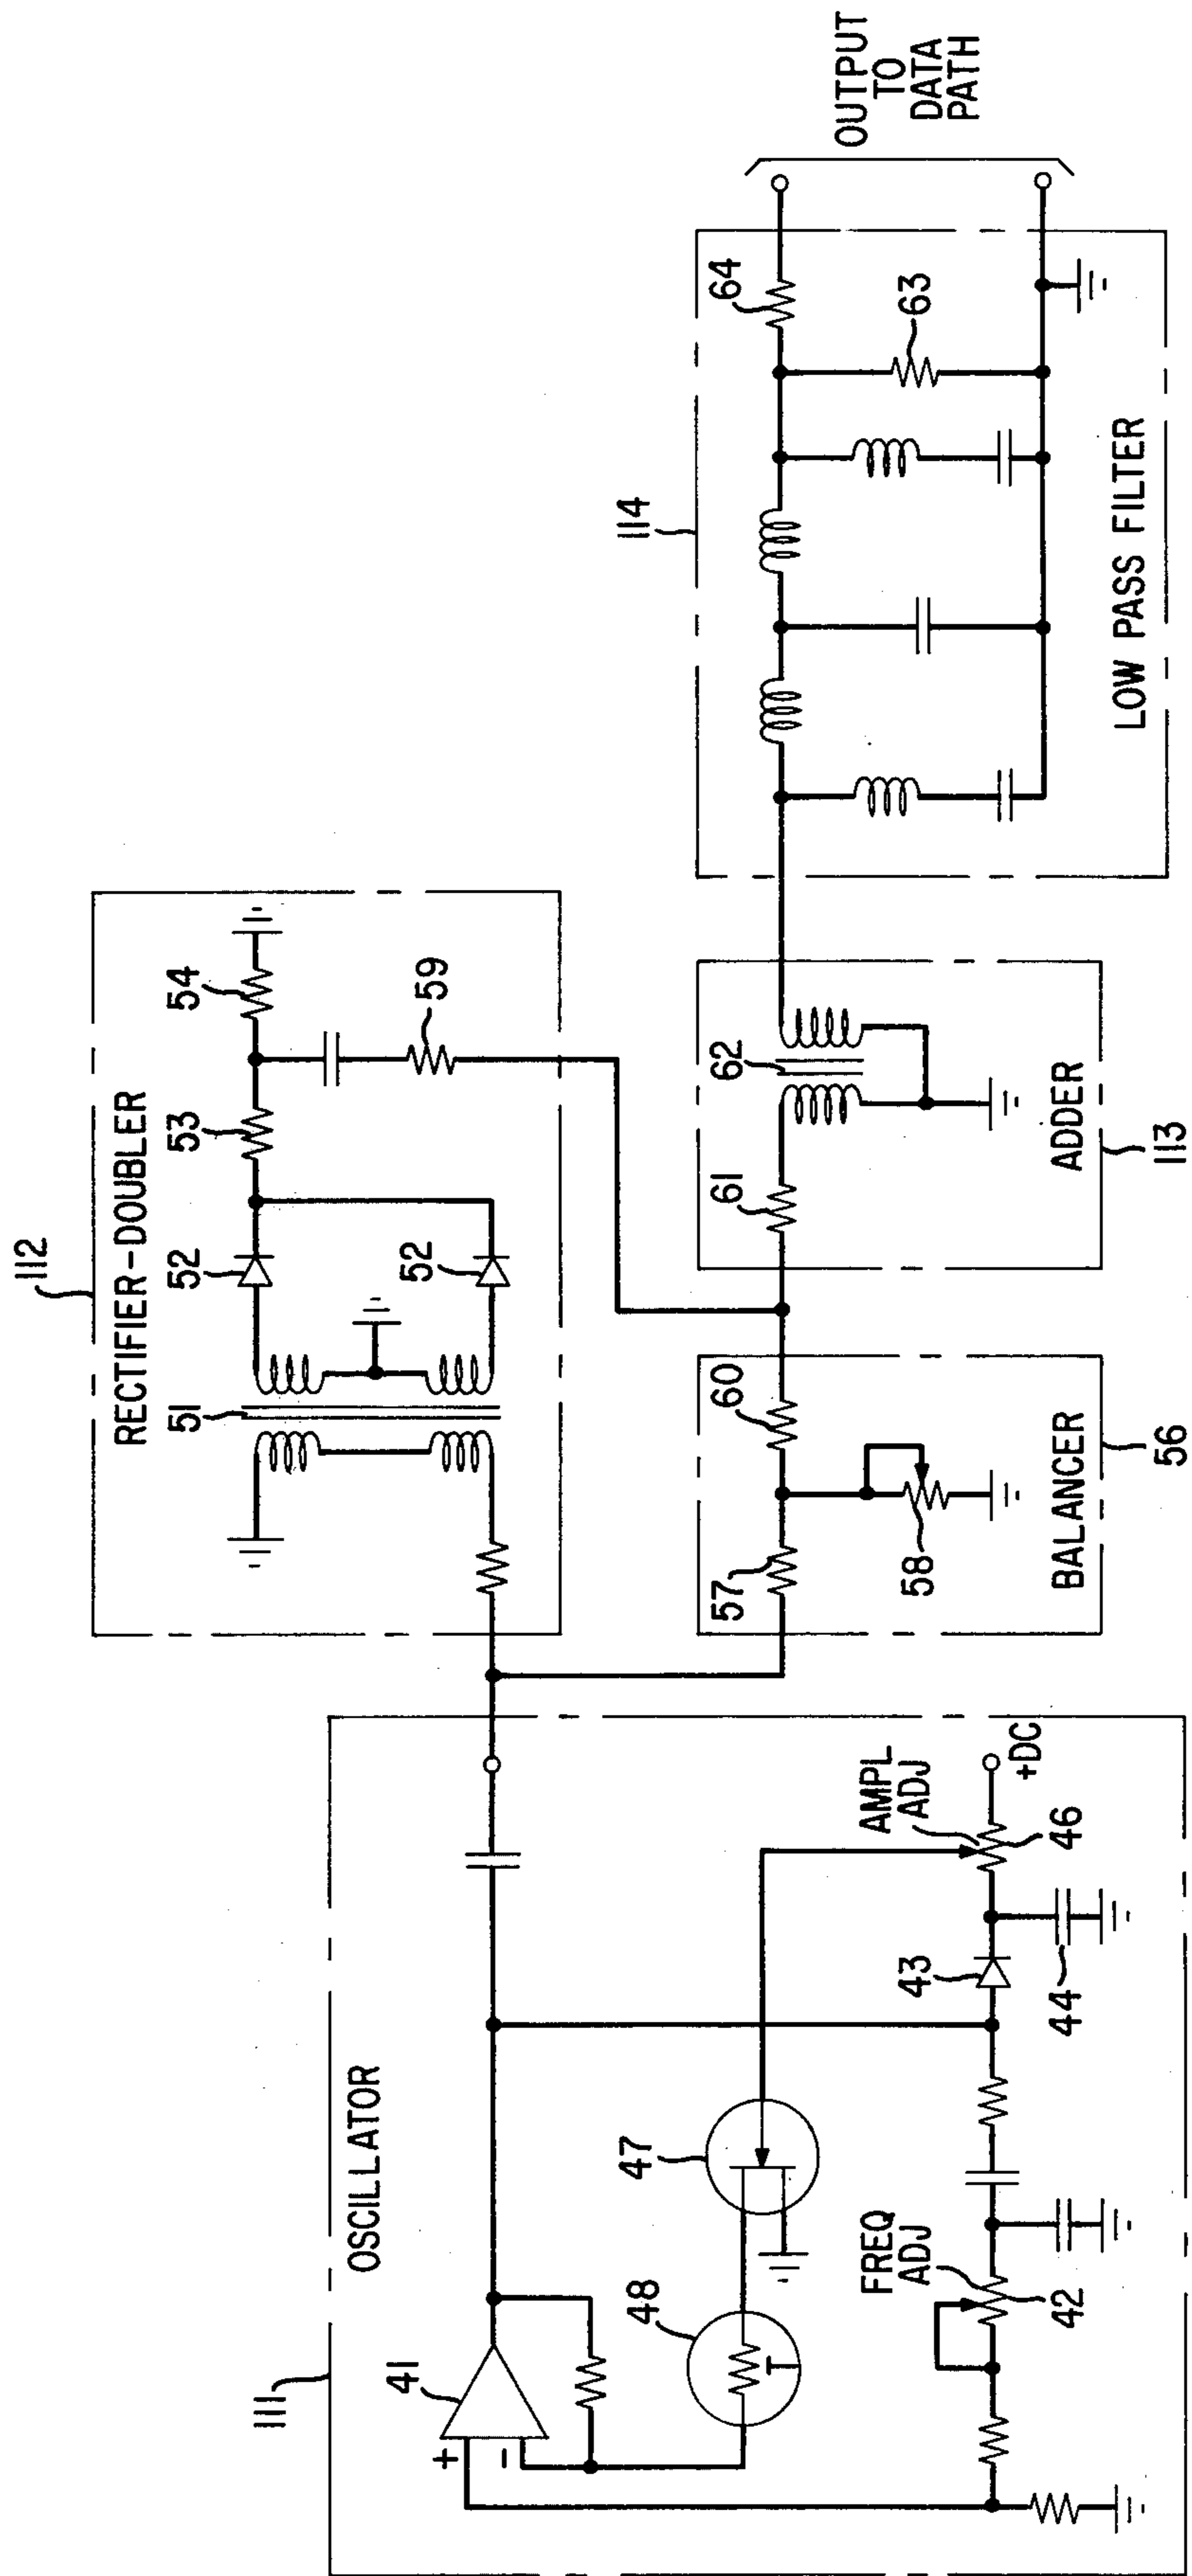 112
RECTIFIER-DOUBLER
51
52
52
53
54
59
111
OSCILLATOR
41
+
-
48
47
FREQ
ADJ
42
43
44
AMPL
ADJ
46
+DC
57
58
60
BALANCER
56
61
62
ADDER
113
114
64
63
LOW PASS FILTER
OUTPUT
TO
DATA
PATH